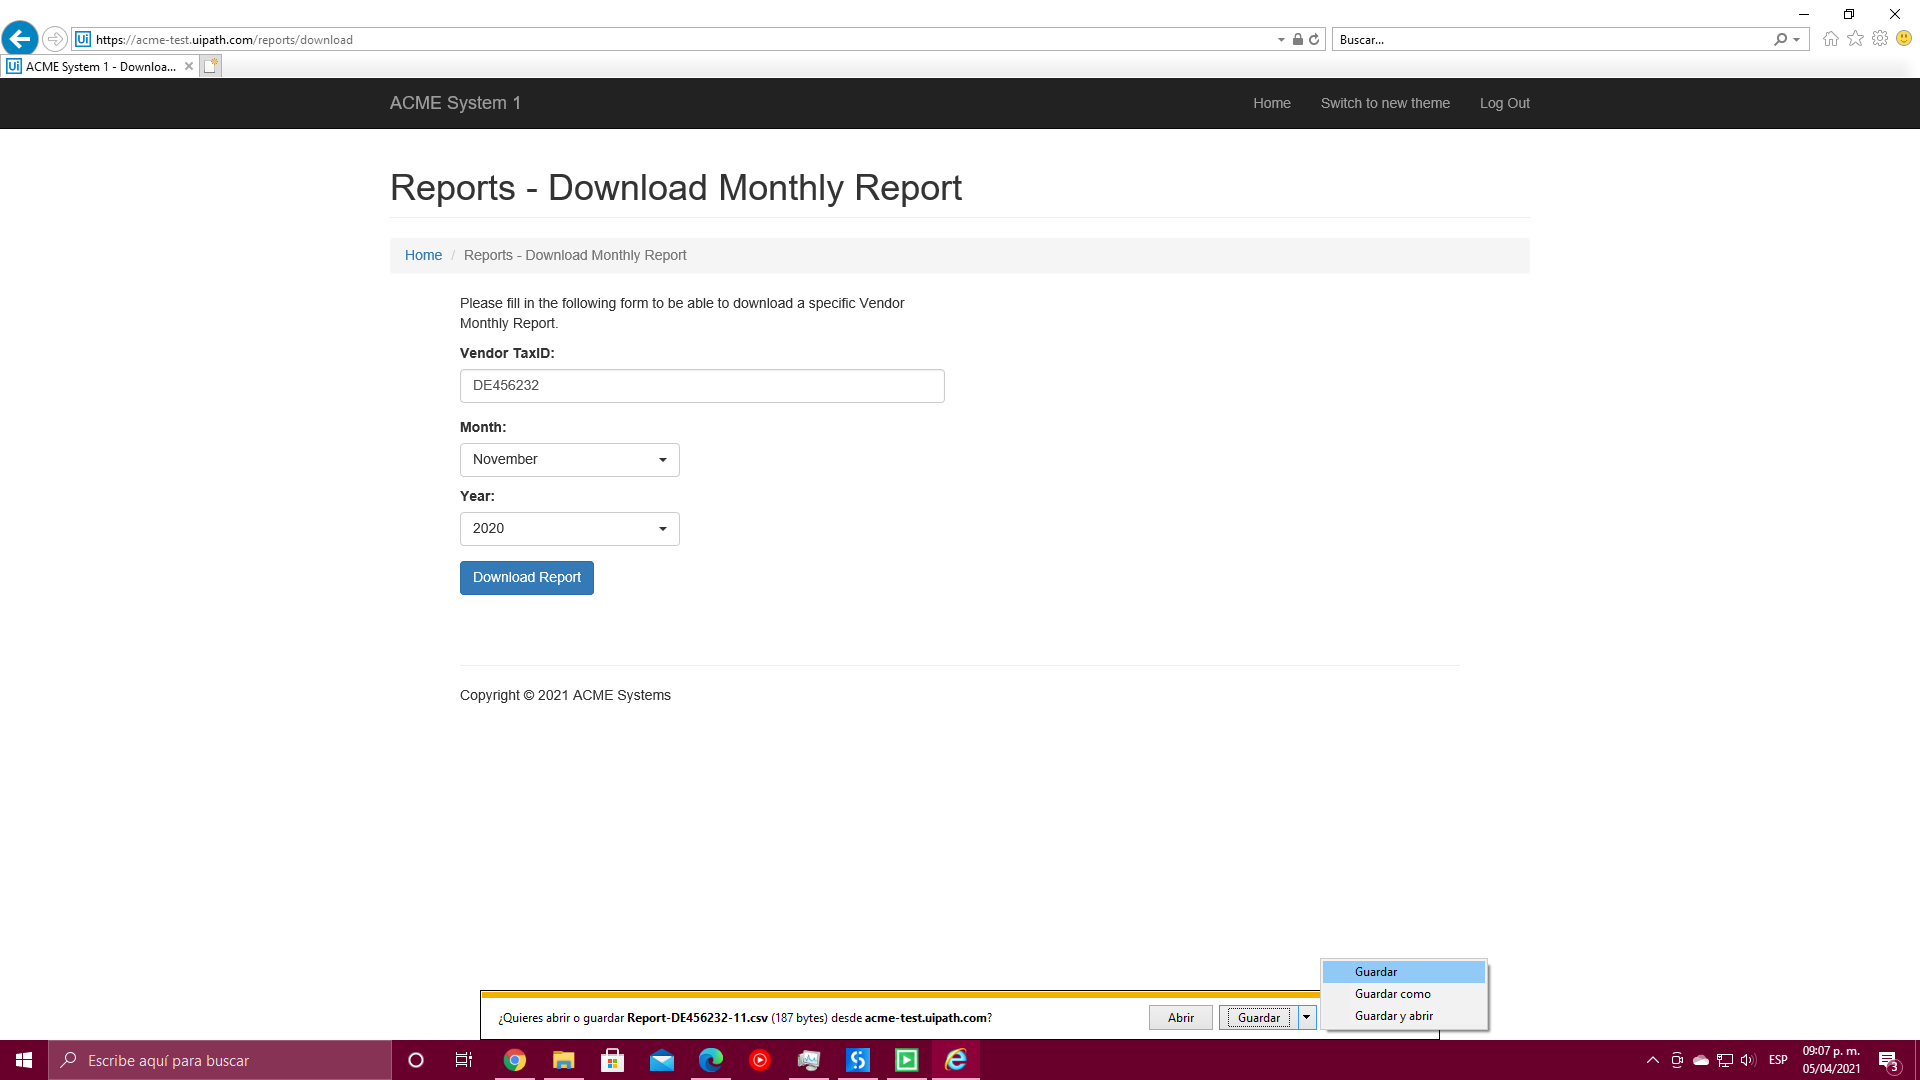 https://acme-test.uipath.com/reports/download
Buscar...
ACME System 1 - Downloa...
ACME System 1
Home
Switch to new theme
Log Out
Reports - Download Monthly Report
Home / Reports - Download Monthly Report
Please fill in the following form to be able to download a specific Vendor
Monthly Report.
Vendor TaxID:
DE456232
Month:
November
Year:
2020
Download Report
Copyright © 2021 ACME Systems
Guardar
Guardar como
Guardar y abrir
¿Quieres abrir o guardar Report-DE456232-11.csv (187 bytes) desde acme-test.uipath.com?
Abrir
Guardar
Escribe aquí para buscar
ESP
09:07 p. m.
05/04/2021
3